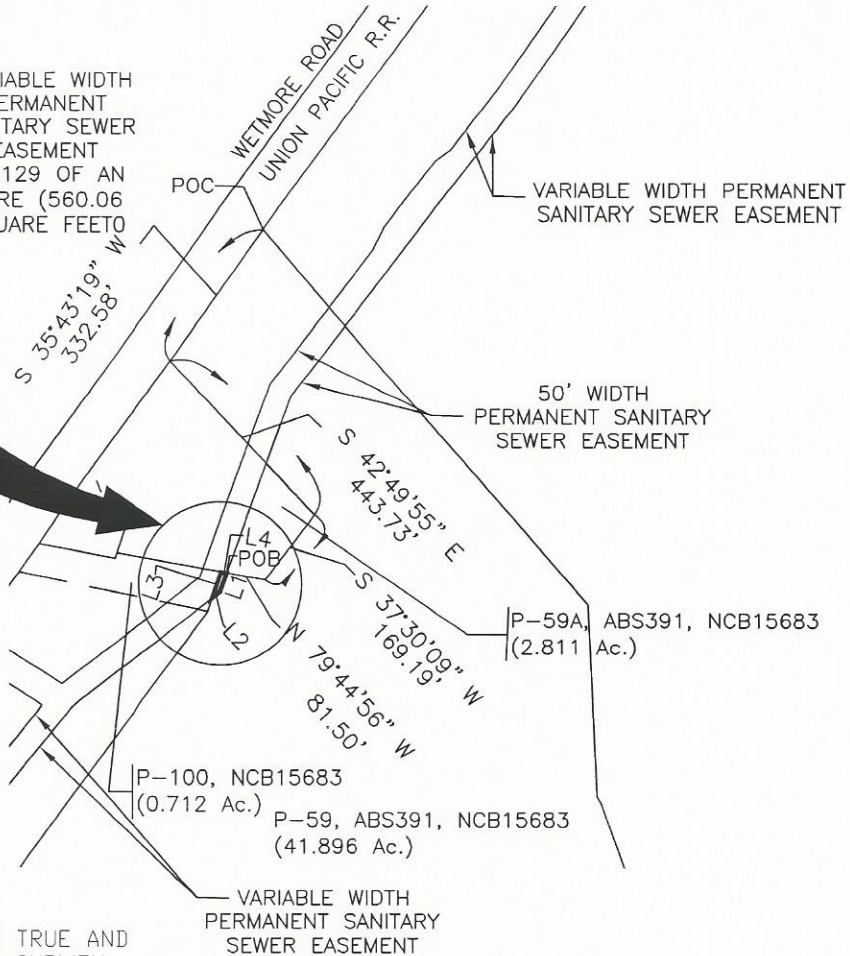 WETMORE ROAD
UNION PACIFIC R.R.
IABLE WIDTH
ERMANENT
TARY SEWER
EASEMENT
129 OF AN
RE (560.06
UARE FEETO
POC
VARIABLE WIDTH PERMANENT
SANITARY SEWER EASEMENT
S 35°43'19" W
332.58'
50' WIDTH
PERMANENT SANITARY
SEWER EASEMENT
S 42°49'55" E
443.73'
L4
POB
L3
L1
L2
S 37°30'09" W
169.19'
N 79°44'56" W
81.50'
P-59A, ABS391, NCB15683
(2.811 Ac.)
P-100, NCB15683
(0.712 Ac.)
P-59, ABS391, NCB15683
(41.896 Ac.)
VARIABLE WIDTH
PERMANENT SANITARY
SEWER EASEMENT
TRUE AND